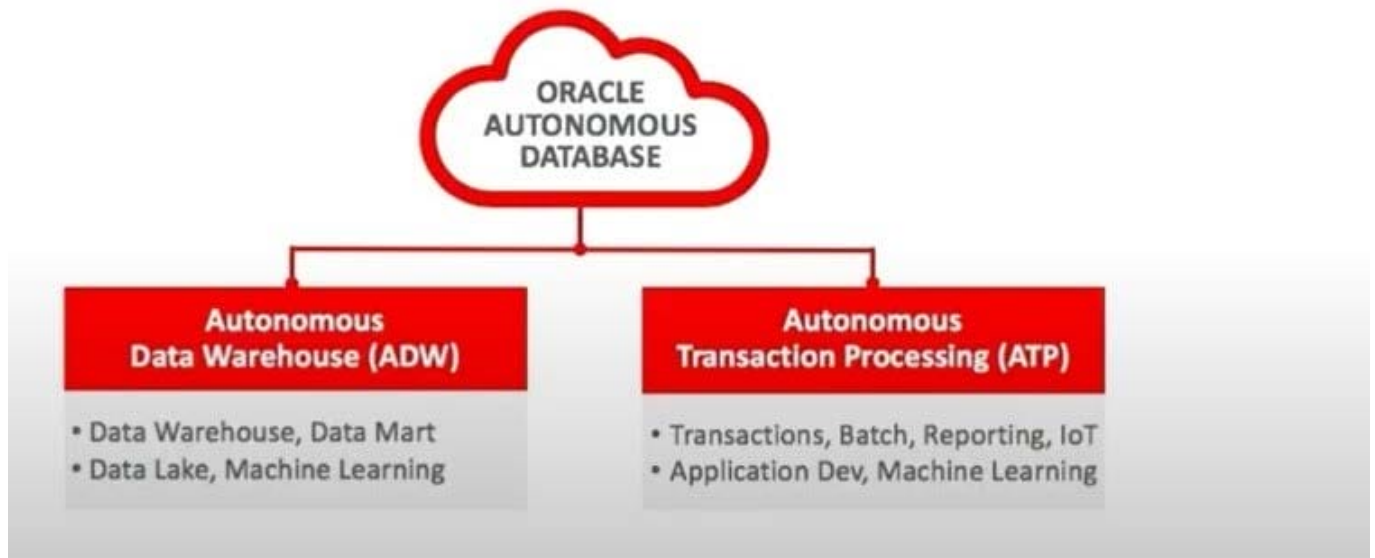 ORACLE
AUTONOMOUS
DATABASE
Autonomous
Data Warehouse (ADW)
• Data Warehouse, Data Mart
• Data Lake, Machine Learning
Autonomous
Transaction Processing (ATP)
• Transactions, Batch, Reporting, IoT
• Application Dev, Machine Learning